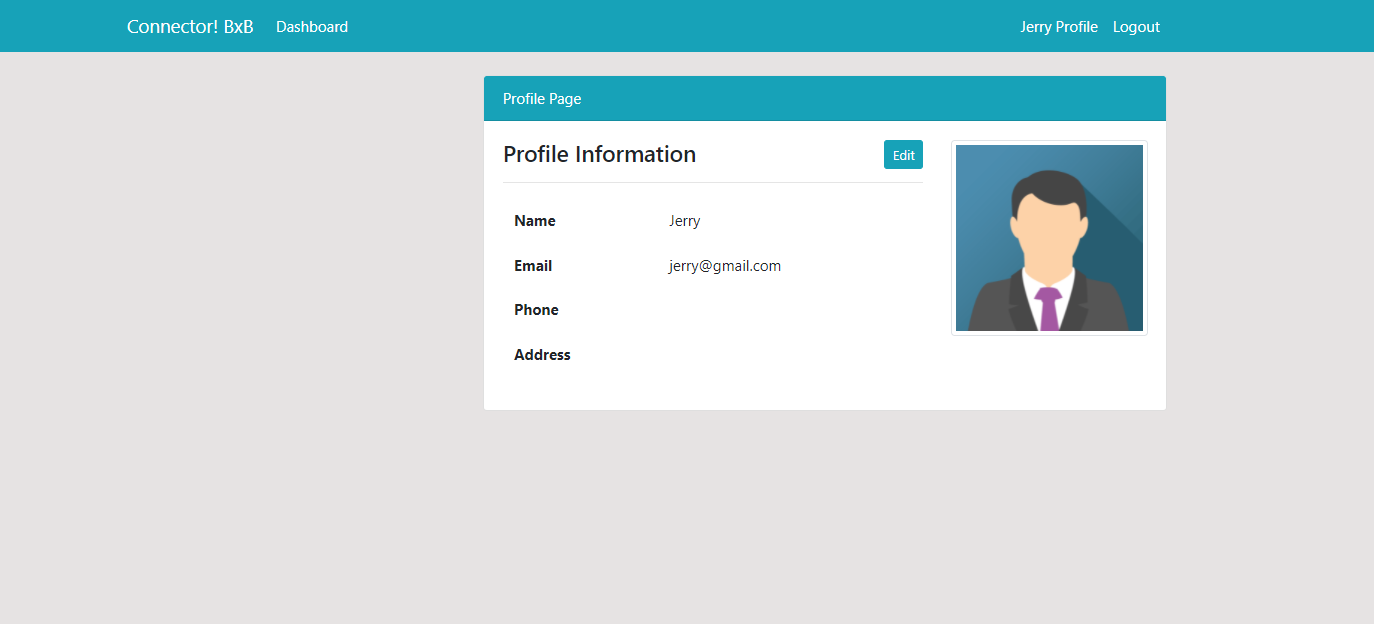 Connector! BxB Dashboard Jerry Profile Logout
Profile Page
Profile Information Edit
Name Jerry
Email jerry@gmail.com
Phone
Address